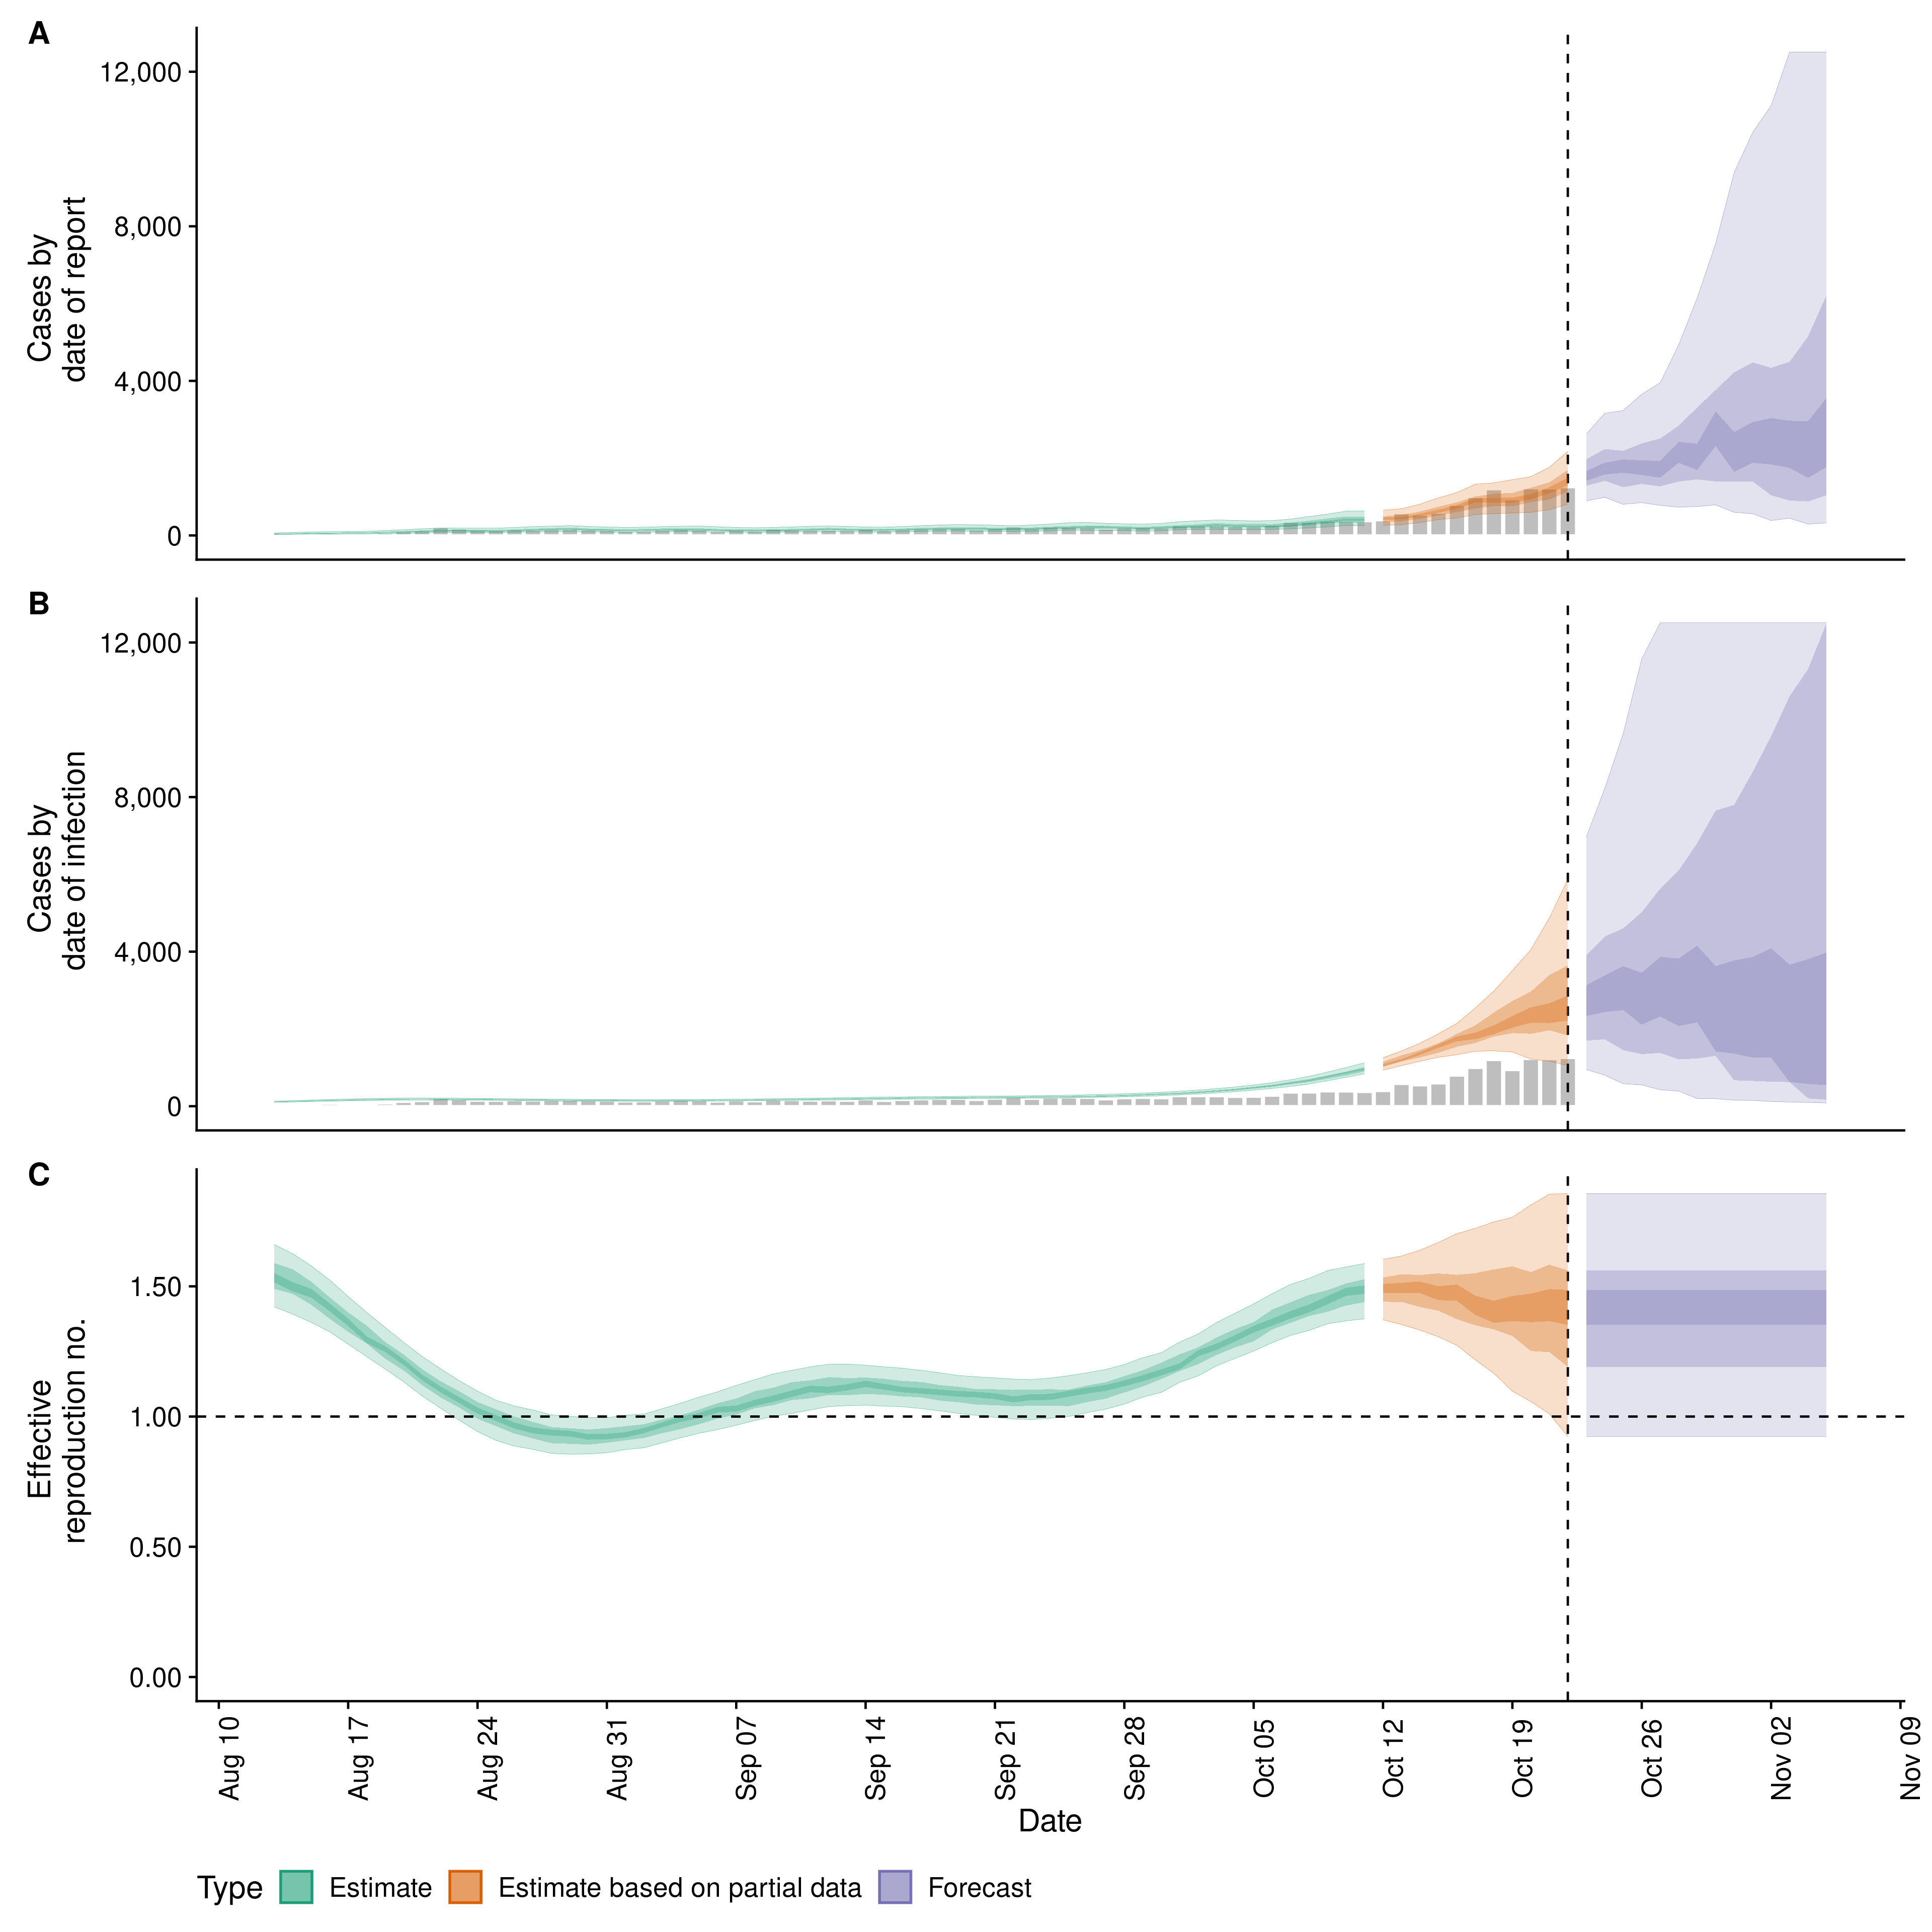 A
12,000
8,000
4,000
0
Cases by
date of report
B
12,000
8,000
4,000
0
Cases by
date of infection
C
1.50
1.00
0.50
0.00
Effective
reproduction no.
Aug 10
Aug 17
Aug 24
Aug 31
Sep 07
Sep 14
Sep 21
Sep 28
Oct 05
Oct 12
Oct 19
Oct 26
Nov 02
Nov 09
Date
Type Estimate Estimate based on partial data Forecast